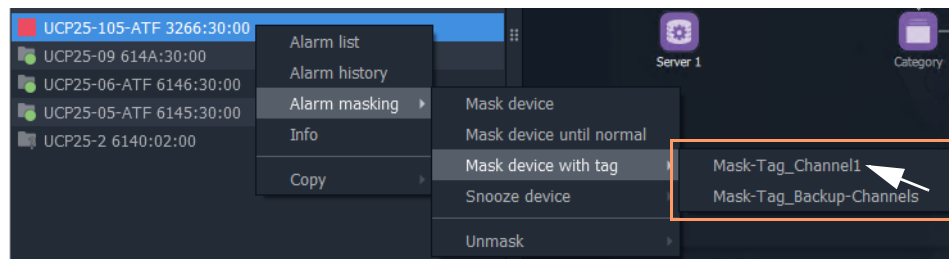 UCP25-105-ATF 3266:30:00
UCP25-09 614A:30:00
UCP25-06-ATF 6146:30:00
UCP25-05-ATF 6145:30:00
UCP25-2 6140:02:00
Alarm list
Alarm history
Alarm masking
Info
Copy
Mask device
Mask device until normal
Mask device with tag
Snooze device
Unmask
Mask-Tag_Channel1
Mask-Tag_Backup-Channels
Server 1
Category